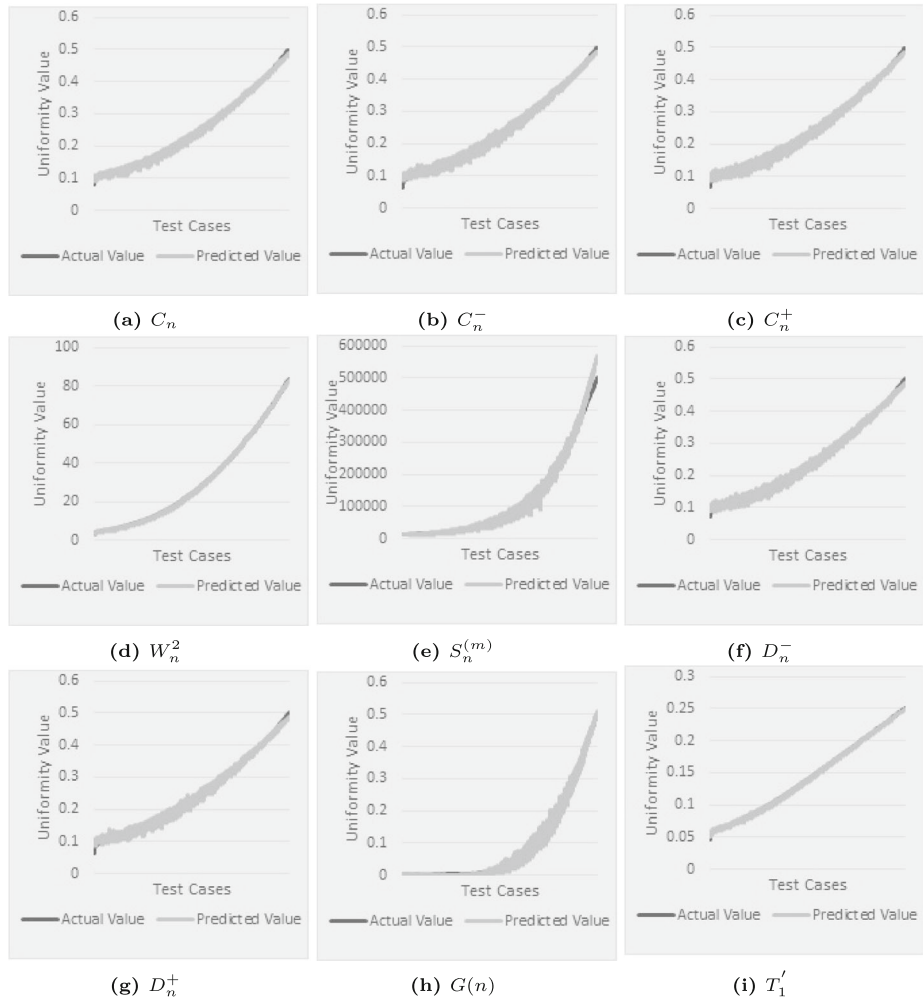 0.6
0.5
0.4
0.3
0.2
0.1
0
Uniformity Value
Test Cases
Actual Value Predicted Value
(a) C_n
0.6
0.5
0.4
0.3
0.2
0.1
0
Uniformity Value
Test Cases
Actual Value Predicted Value
(b) C_n^-
0.6
0.5
0.4
0.3
0.2
0.1
0
Uniformity Value
Test Cases
Actual Value Predicted Value
(c) C_n^+
100
80
60
40
20
0
Uniformity Value
Test Cases
Actual Value Predicted Value
(d) W_n^2
600000
500000
400000
300000
200000
100000
0
Uniformity Value
Test Cases
Actual Value Predicted Value
(e) S_n^{(m)}
0.6
0.5
0.4
0.3
0.2
0.1
0
Uniformity Value
Test Cases
Actual Value Predicted Value
(f) D_n^-
0.6
0.5
0.4
0.3
0.2
0.1
0
Uniformity Value
Test Cases
Actual Value Predicted Value
(g) D_n^+
0.6
0.5
0.4
0.3
0.2
0.1
0
Uniformity Value
Test Cases
Actual Value Predicted Value
(h) G(n)
0.3
0.25
0.2
0.15
0.1
0.05
0
Uniformity Value
Test Cases
Actual Value Predicted Value
(i) T_1'